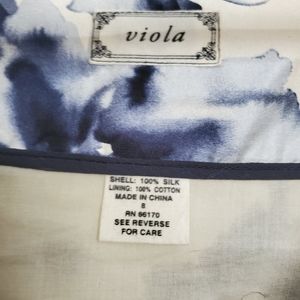 viola
SHELL: 100% SILK
LINING: 100% COTTON
MADE IN CHINA
8
RN 66170
SEE REVERSE
FOR CARE